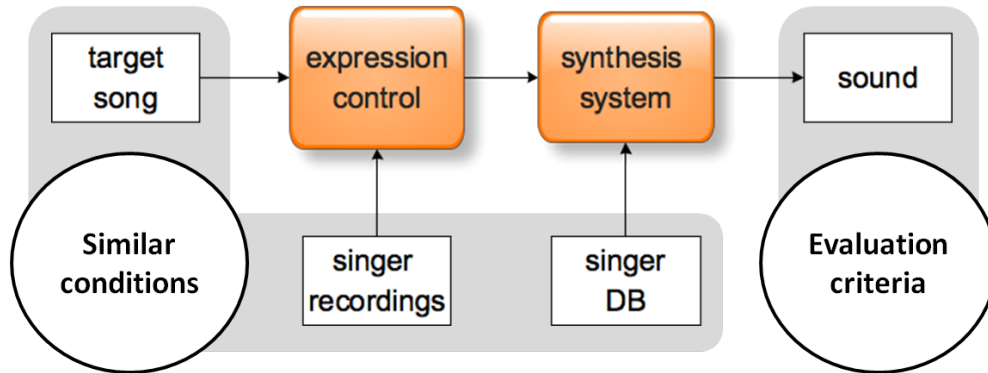 target
song
expression
control
synthesis
system
sound
Similar
conditions
singer
recordings
singer
DB
Evaluation
criteria